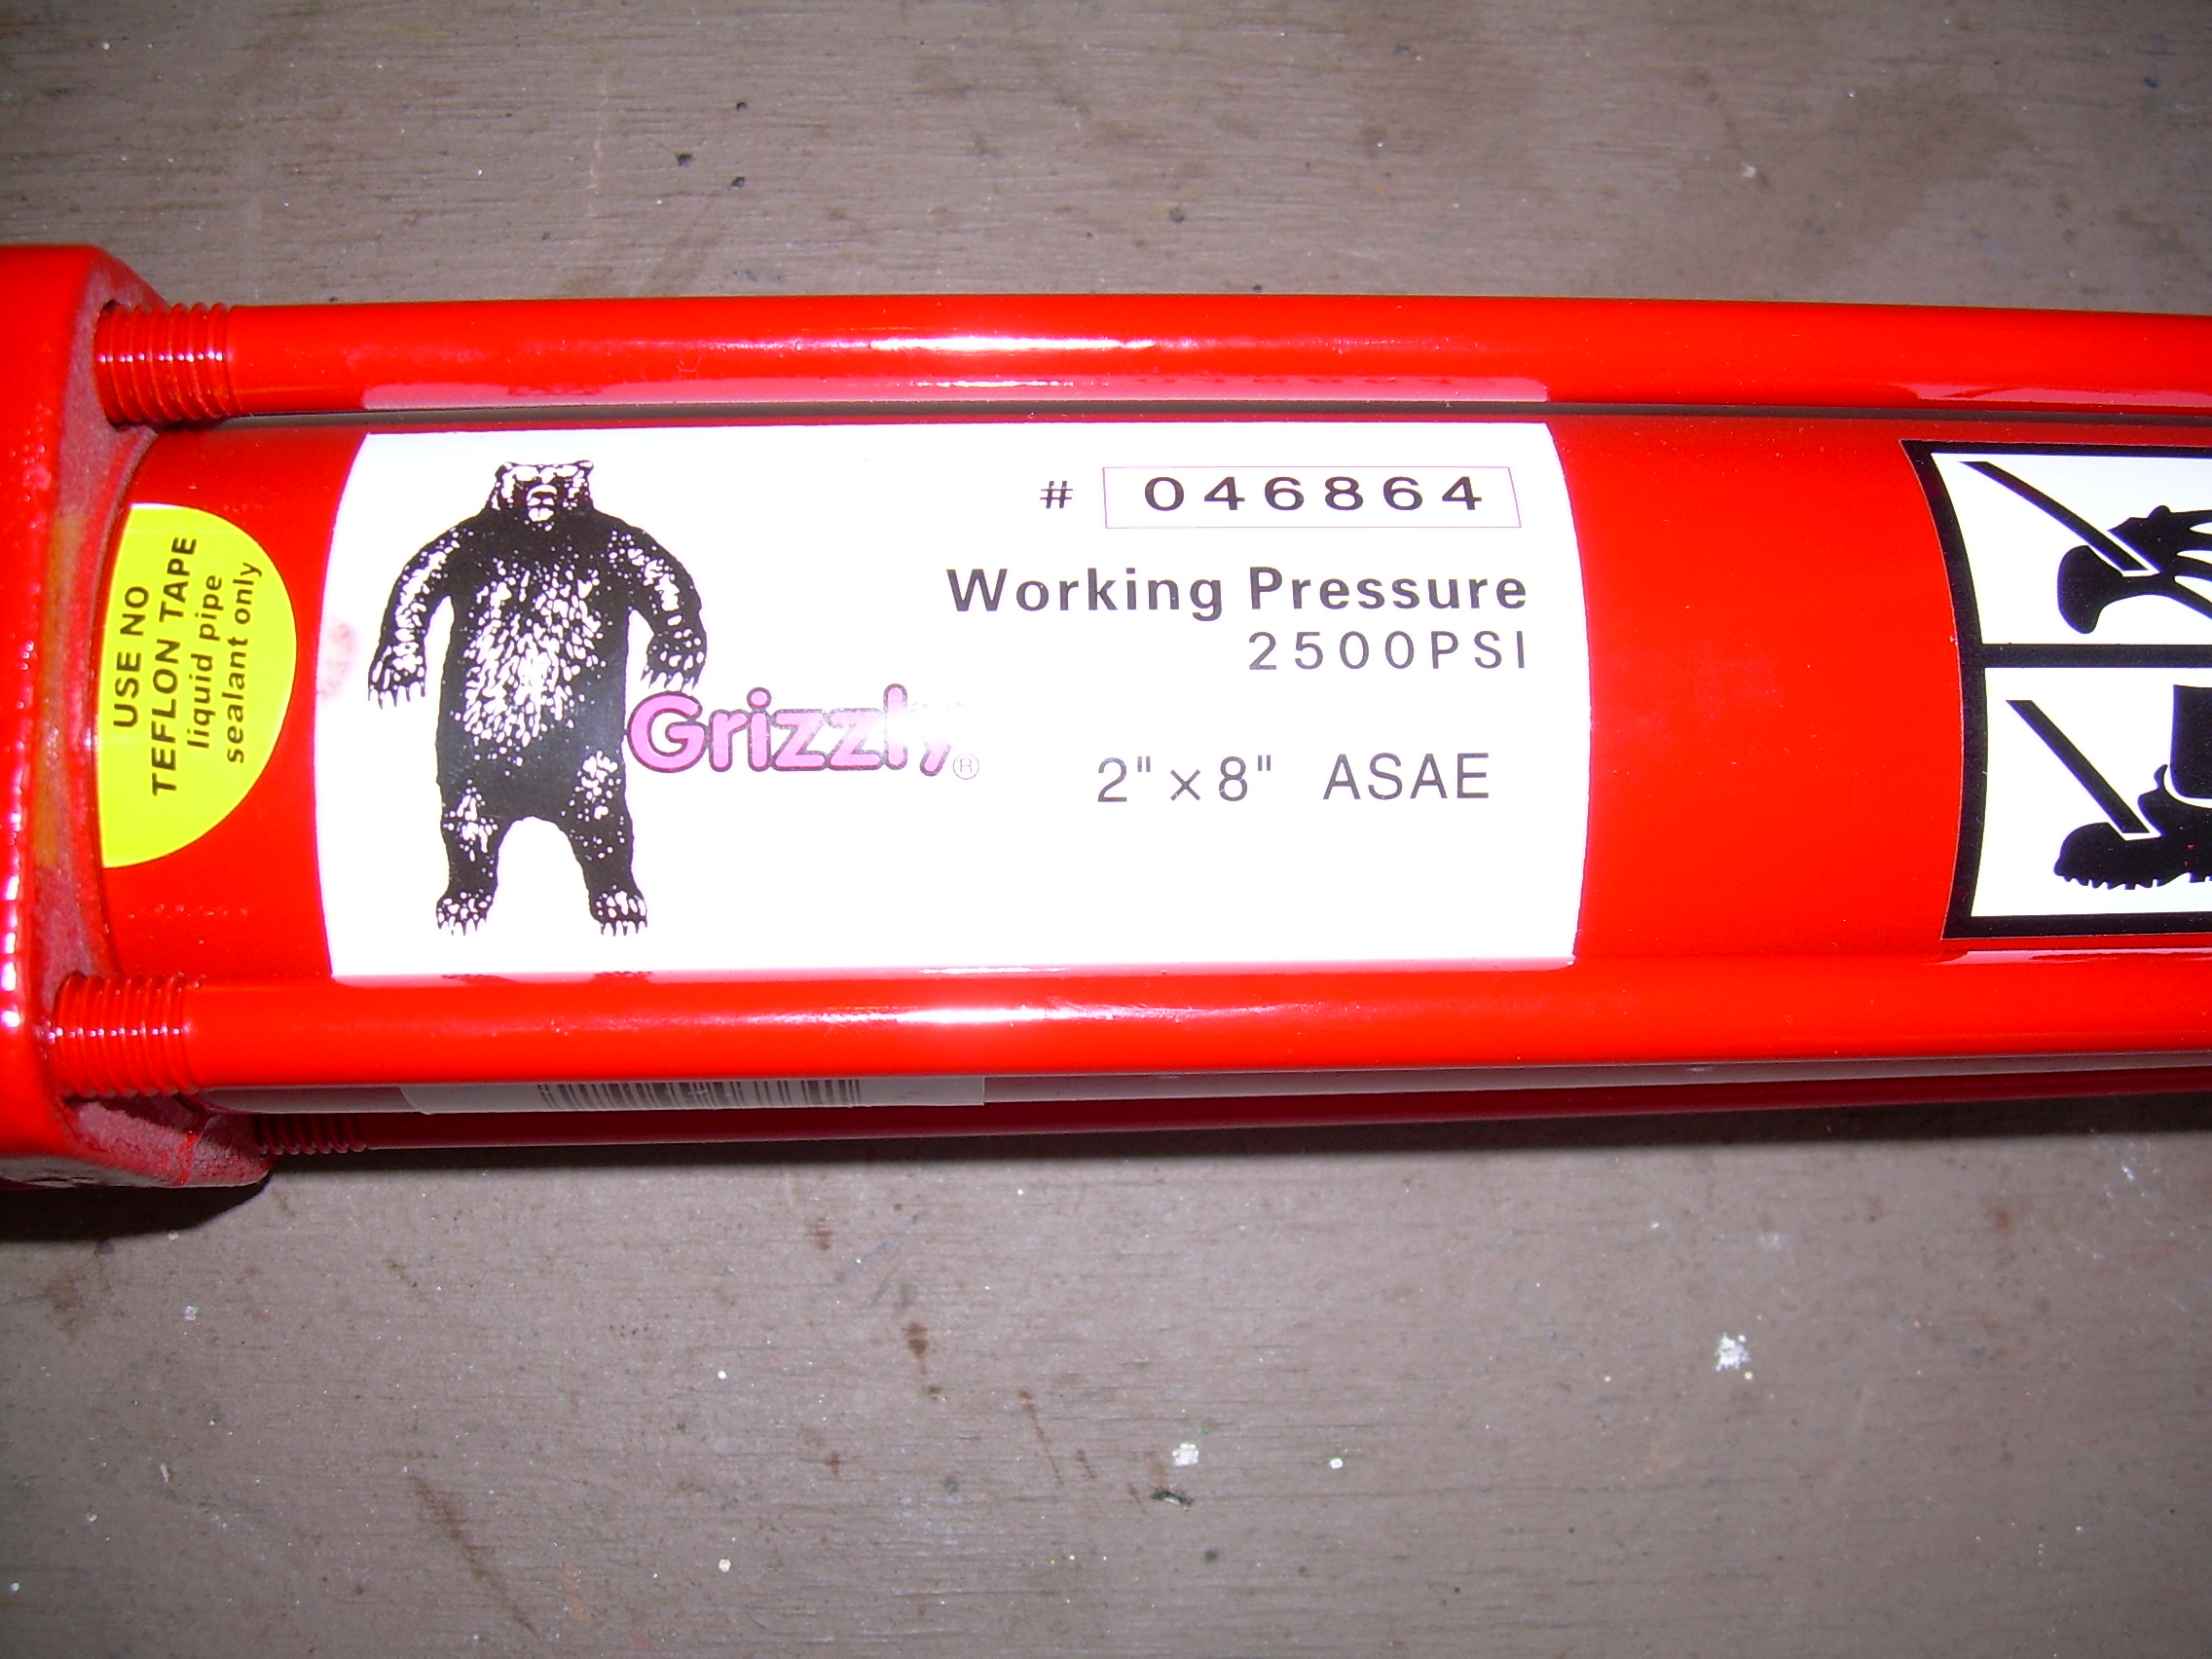 USE NO
TEFLON TAPE
liquid pipe
sealant only
# 046864
Working Pressure
2500PSI
Grizzly®
2" x 8" ASAE